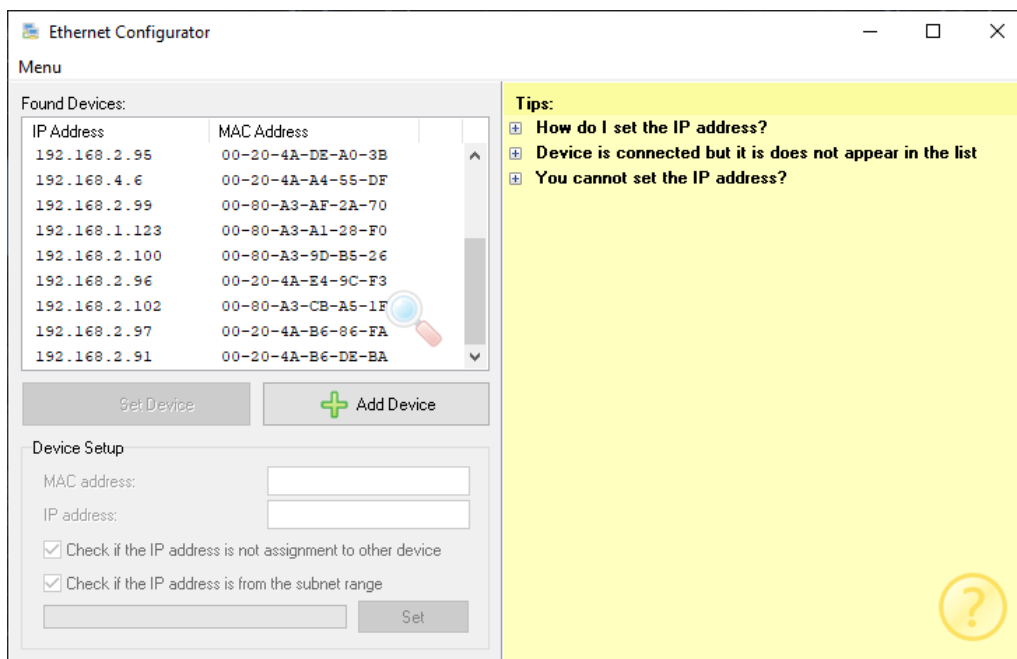 Ethernet Configurator
Menu
Found Devices:
IP Address MAC Address
192.168.2.95 00-20-4A-DE-A0-3B
192.168.4.6 00-20-4A-A4-55-DF
192.168.2.99 00-80-A3-AF-2A-70
192.168.1.123 00-80-A3-A1-28-F0
192.168.2.100 00-80-A3-9D-B5-26
192.168.2.96 00-20-4A-E4-9C-F3
192.168.2.102 00-80-A3-CB-A5-1F
192.168.2.97 00-20-4A-B6-86-FA
192.168.2.91 00-20-4A-B6-DE-BA
Set Device Add Device
Device Setup
MAC address:
IP address:
Check if the IP address is not assignment to other device
Check if the IP address is from the subnet range
Set
Tips:
How do I set the IP address?
Device is connected but it is does not appear in the list
You cannot set the IP address?
?